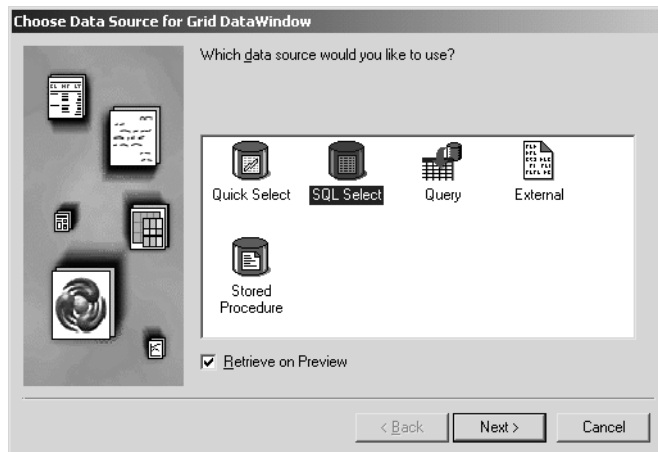 Choose Data Source for Grid DataWindow
Which data source would you like to use?
Quick Select
SQL Select
Query
External
Stored
Procedure
Retrieve on Preview
< Back
Next >
Cancel